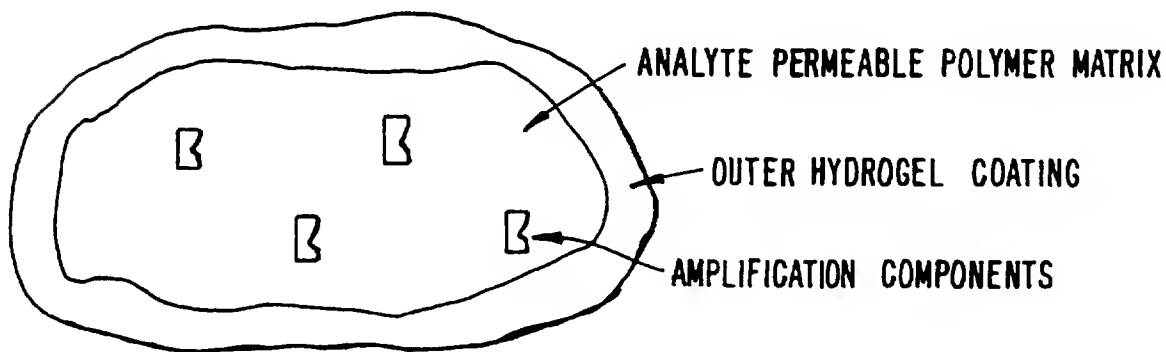 ANALYTE PERMEABLE POLYMER MATRIX
OUTER HYDROGEL COATING
AMPLIFICATION COMPONENTS